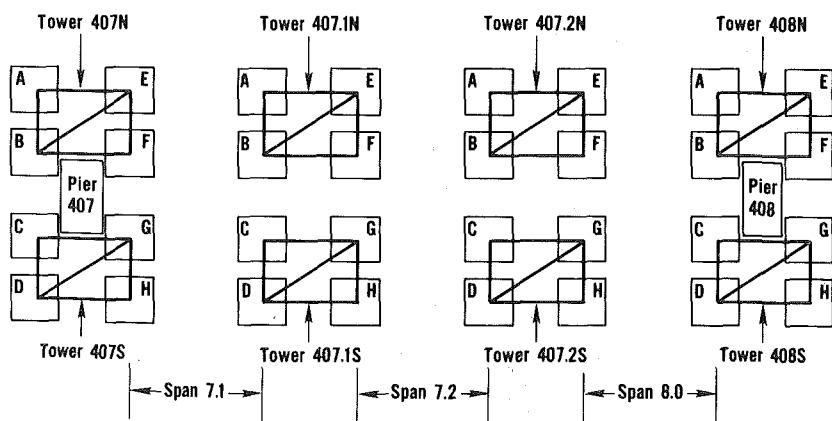 Tower 407N Tower 407.1N Tower 407.2N Tower 408N
A E A E A E A E
B F B F B F B F
Pier 407 Pier 408
C G C G C G C G
D H D H D H D H
Tower 407S Tower 407.1S Tower 407.2S Tower 408S
Span 7.1 Span 7.2 Span 8.0